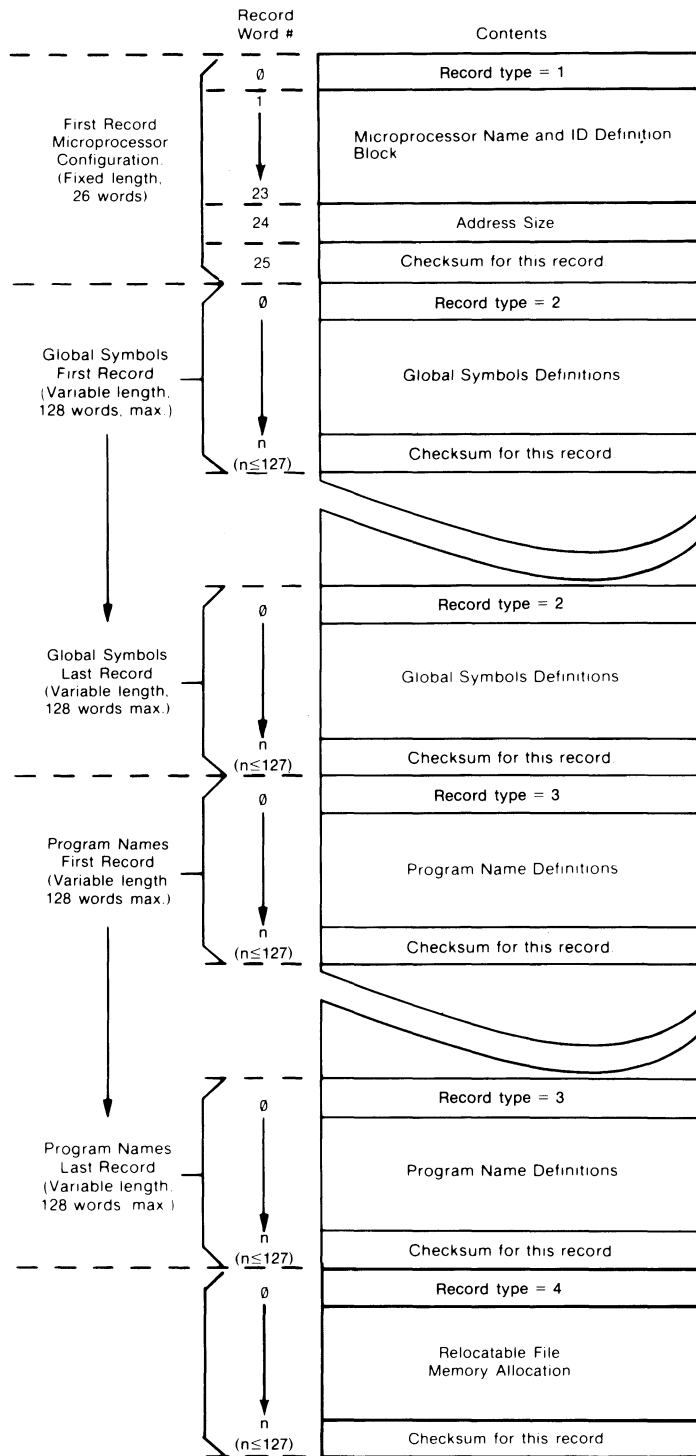 Record
Word #
Contents
Ø
Record type = 1
First Record
Microprocessor
Configuration.
(Fixed length,
26 words)
1
23
Microprocessor Name and ID Definition
Block
24
Address Size
25
Checksum for this record
Ø
Record type = 2
Global Symbols
First Record
(Variable length,
128 words, max.)
Global Symbols Definitions
n
(n≤127)
Checksum for this record
Ø
Record type = 2
Global Symbols
Last Record
(Variable length,
128 words max.)
Global Symbols Definitions
n
(n≤127)
Checksum for this record
Ø
Record type = 3
Program Names
First Record
(Variable length
128 words max.)
Program Name Definitions
n
(n≤127)
Checksum for this record
Ø
Record type = 3
Program Names
Last Record
(Variable length,
128 words max )
Program Name Definitions
n
(n≤127)
Checksum for this record
Ø
Record type = 4
Relocatable File
Memory Allocation
n
(n≤127)
Checksum for this record